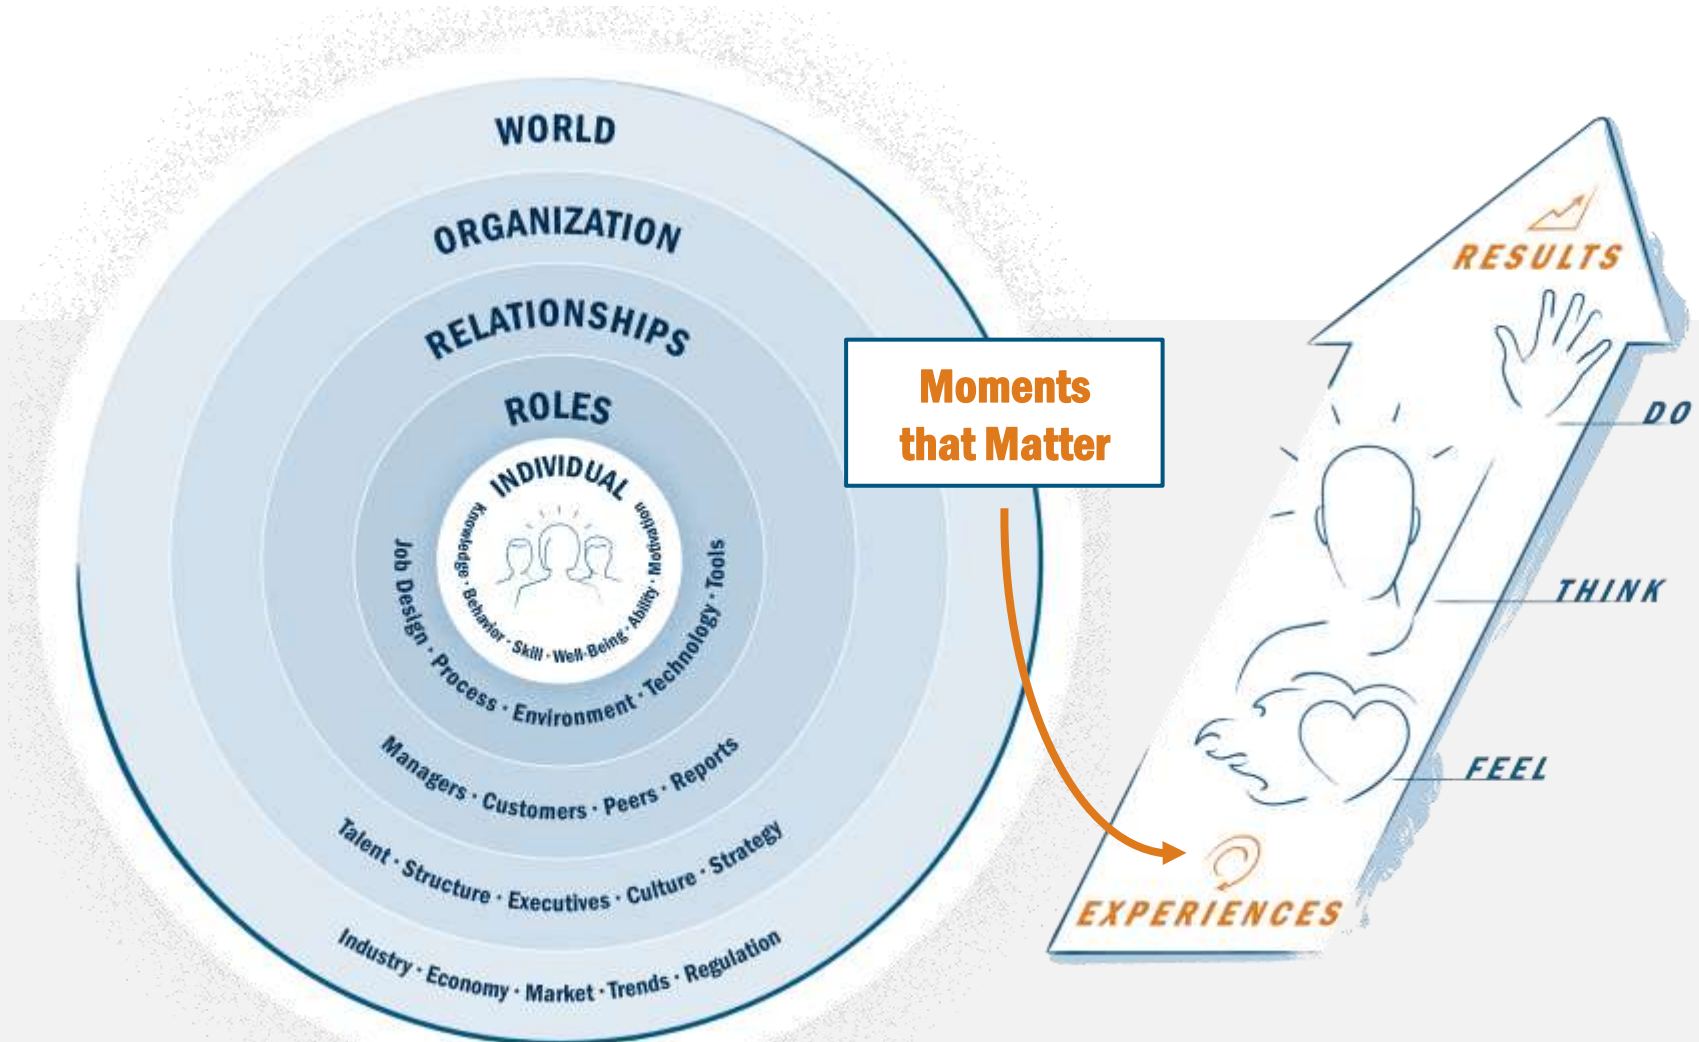 WORLD
ORGANIZATION
RELATIONSHIPS
ROLES
INDIVIDUAL
Knowledge · Behavior · Skill · Well-Being · Ability · Motivation
Job Design · Process · Environment · Technology · Tools
Managers · Customers · Peers · Reports
Talent · Structure · Executives · Culture · Strategy
Industry · Economy · Market · Trends · Regulation
Moments
that Matter
RESULTS
DO
THINK
FEEL
EXPERIENCES